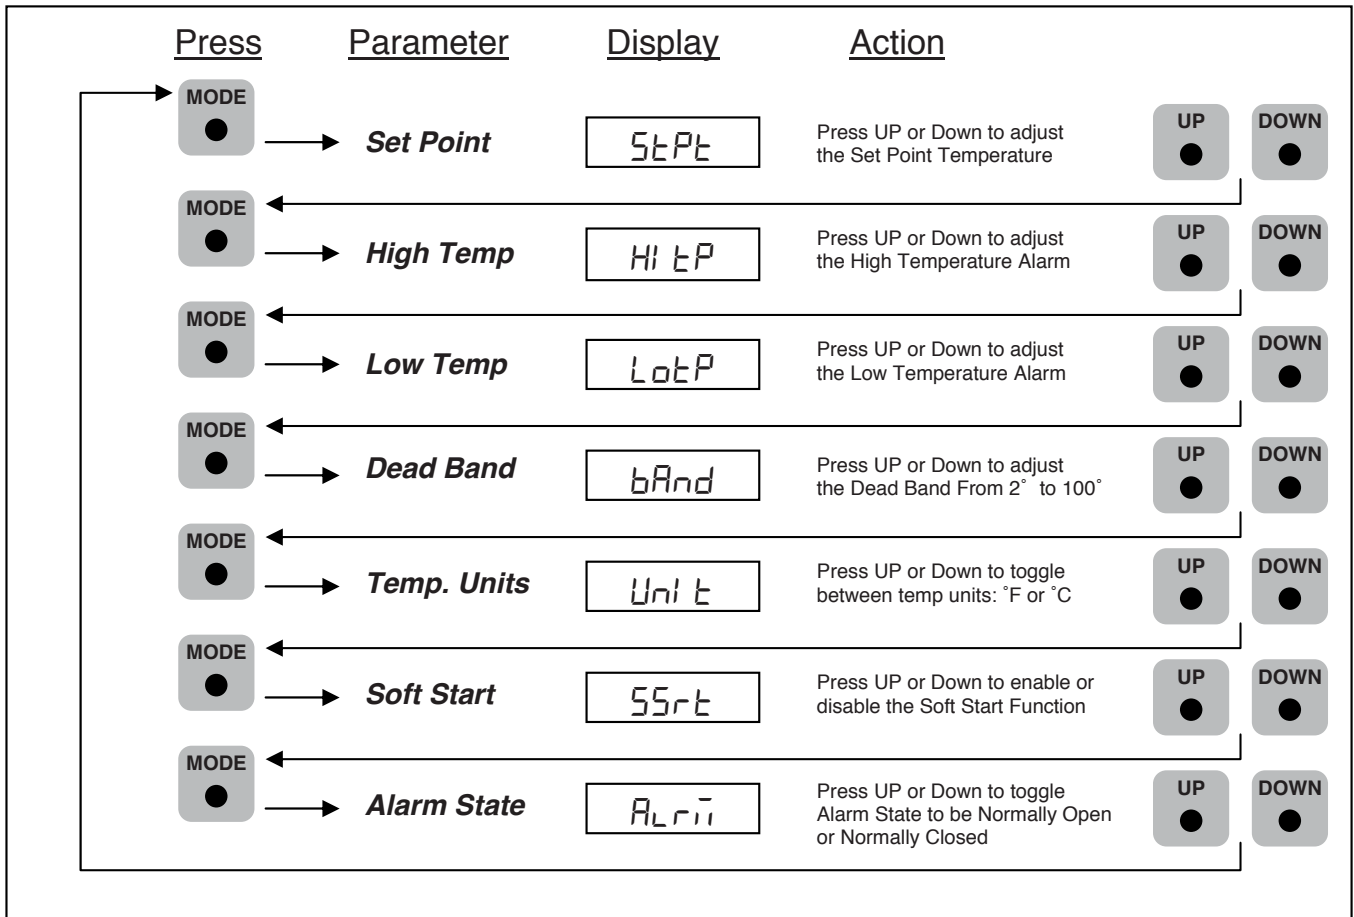 Press Parameter Display Action
MODE
Set Point
StPt
Press UP or Down to adjust
the Set Point Temperature
UP DOWN
MODE
High Temp
HI tP
Press UP or Down to adjust
the High Temperature Alarm
UP DOWN
MODE
Low Temp
LotP
Press UP or Down to adjust
the Low Temperature Alarm
UP DOWN
MODE
Dead Band
bAnd
Press UP or Down to adjust
the Dead Band From 2° to 100°
UP DOWN
MODE
Temp. Units
UnI t
Press UP or Down to toggle
between temp units: °F or °C
UP DOWN
MODE
Soft Start
SSrt
Press UP or Down to enable or
disable the Soft Start Function
UP DOWN
MODE
Alarm State
ALrm
Press UP or Down to toggle
Alarm State to be Normally Open
or Normally Closed
UP DOWN